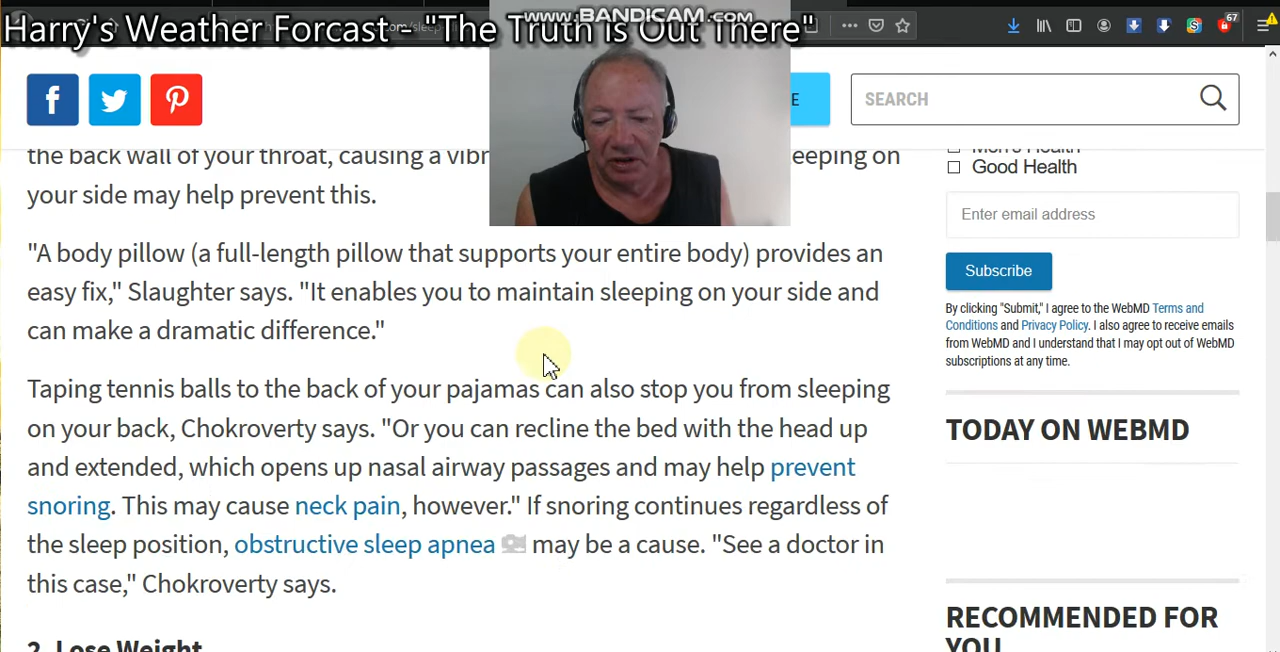 www.BANDICAM.com
Harry's Weather Forcast - "The Truth Is Out There"
67
f
E
SEARCH
the back wall of your throat, causing a vibr
eeping on
your side may help prevent this.
"A body pillow (a full-length pillow that supports your entire body) provides an
easy fix," Slaughter says. "It enables you to maintain sleeping on your side and
can make a dramatic difference."
Taping tennis balls to the back of your pajamas can also stop you from sleeping
on your back, Chokroverty says. "Or you can recline the bed with the head up
and extended, which opens up nasal airway passages and may help prevent
snoring. This may cause neck pain, however." If snoring continues regardless of
the sleep position, obstructive sleep apnea may be a cause. "See a doctor in
this case," Chokroverty says.
2. Lose Weight
Men's Health
Good Health
Enter email address
Subscribe
By clicking "Submit," I agree to the WebMD Terms and
Conditions and Privacy Policy. I also agree to receive emails
from WebMD and I understand that I may opt out of WebMD
subscriptions at any time.
TODAY ON WEBMD
RECOMMENDED FOR
YOU